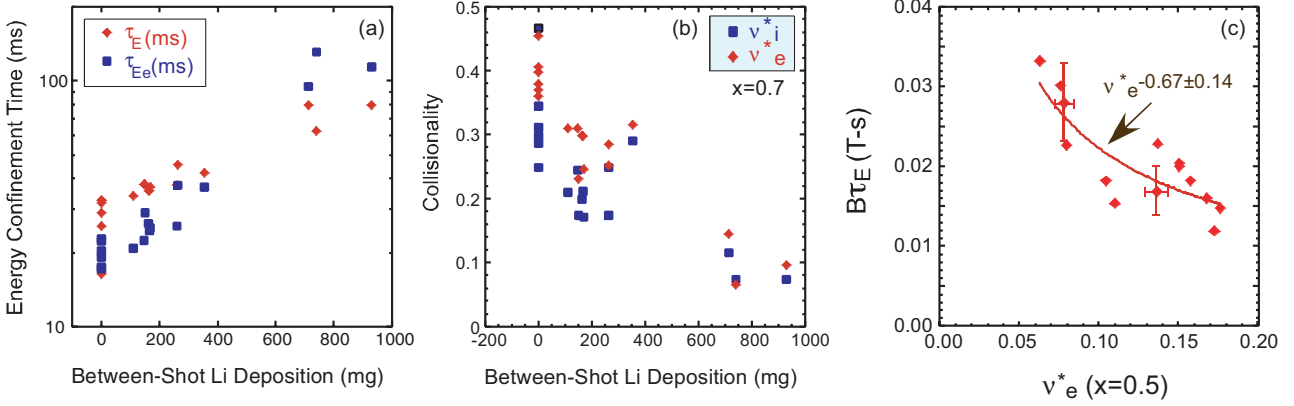 (a)
τE(ms)
τEe(ms)
100
10
Energy Confinement Time (ms)
0 200 400 600 800 1000
Between-Shot Li Deposition (mg)
(b)
ν*i
ν*e
x=0.7
0.5
0.4
0.3
0.2
0.1
0
Collisionality
-200 0 200 400 600 800 1000
Between-Shot Li Deposition (mg)
(c)
ν*e-0.67±0.14
0.04
0.03
0.02
0.01
0.00
BτE (T-s)
0.00 0.05 0.10 0.15 0.20
ν*e (x=0.5)